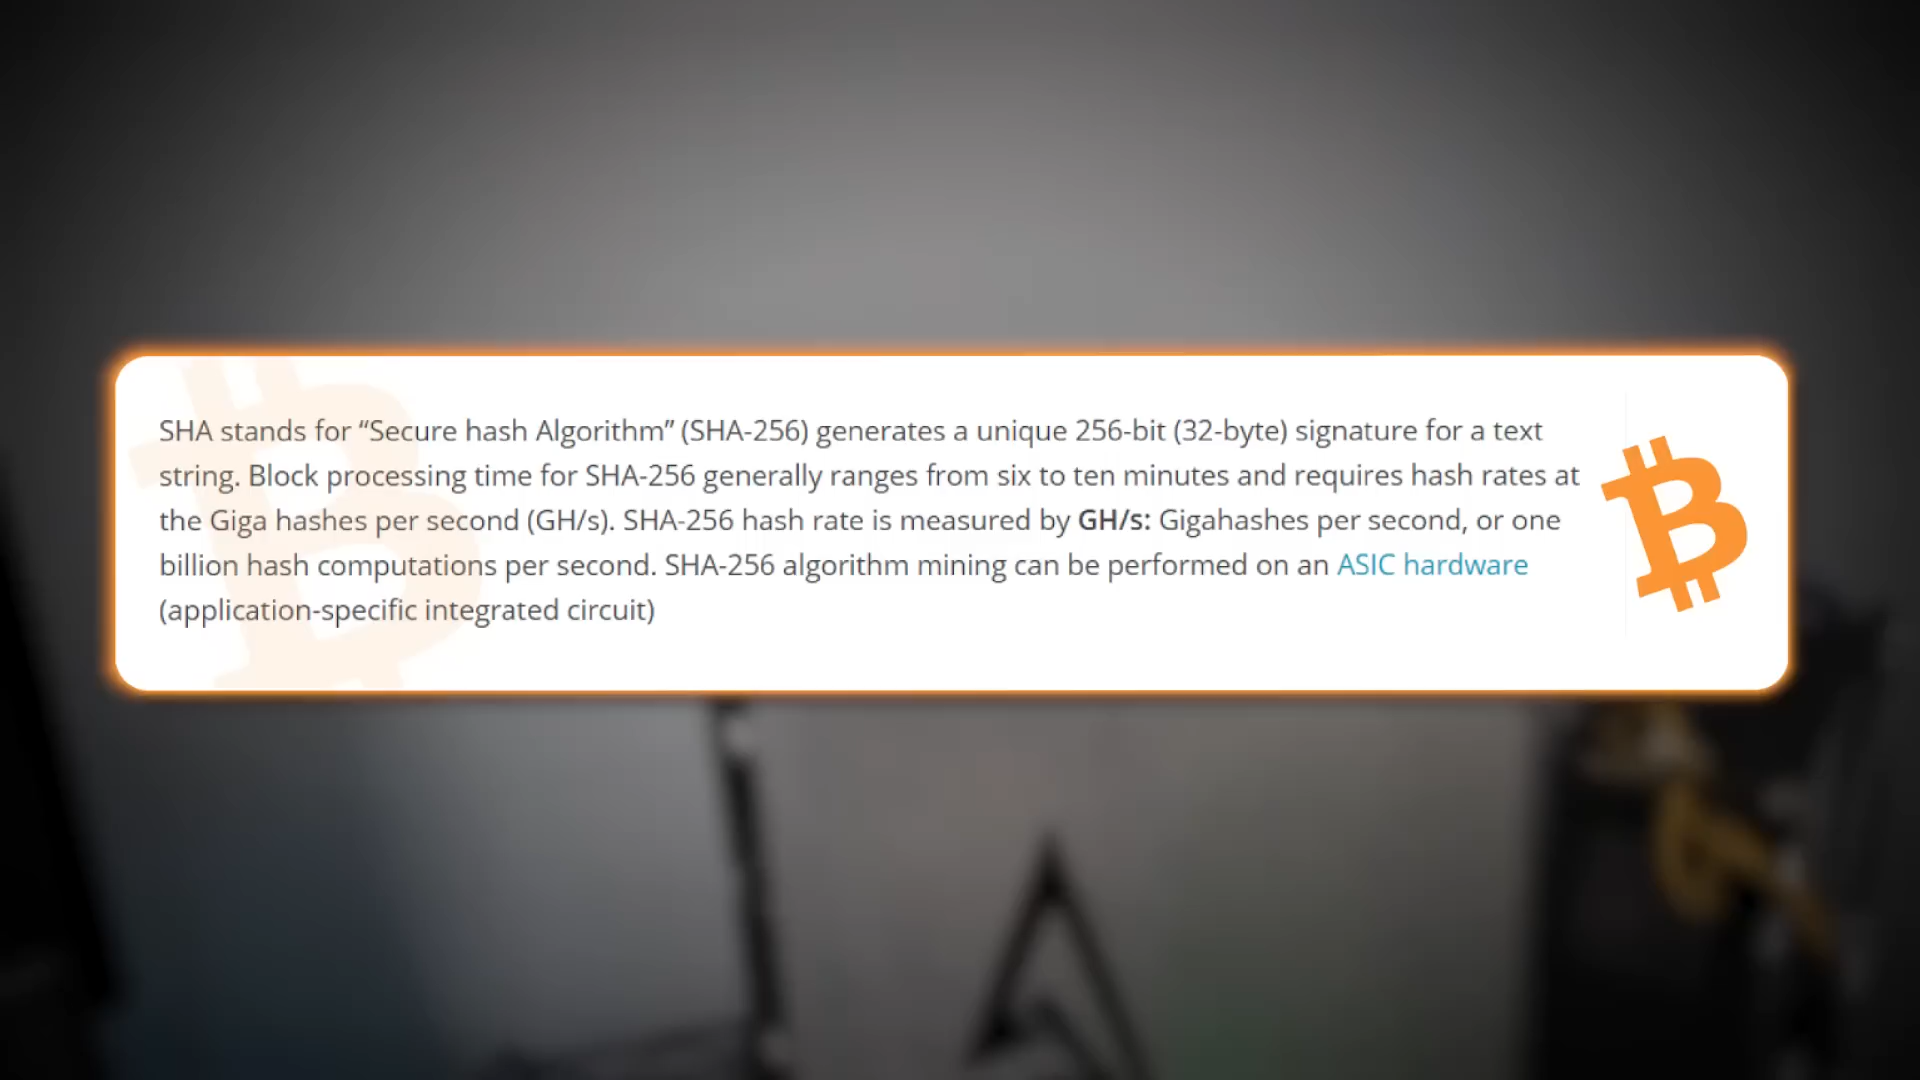 SHA stands for “Secure hash Algorithm” (SHA-256) generates a unique 256-bit (32-byte) signature for a text
string. Block processing time for SHA-256 generally ranges from six to ten minutes and requires hash rates at
the Giga hashes per second (GH/s). SHA-256 hash rate is measured by GH/s: Gigahashes per second, or one
billion hash computations per second. SHA-256 algorithm mining can be performed on an ASIC hardware
(application-specific integrated circuit)